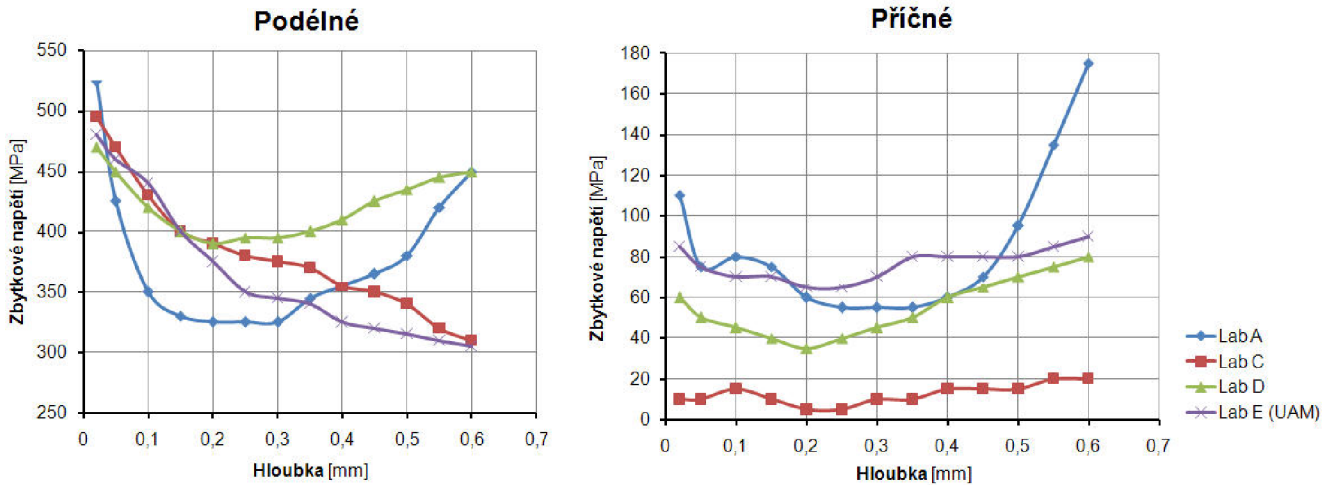 Podélné
550
500
450
400
350
300
250
Zbytkové napětí [MPa]
0 0,1 0,2 0,3 0,4 0,5 0,6 0,7
Hloubka [mm]
Příčné
180
160
140
120
100
80
60
40
20
0
Zbytkové napětí [MPa]
0 0,1 0,2 0,3 0,4 0,5 0,6 0,7
Hloubka [mm]
Lab A
Lab C
Lab D
Lab E (UAM)